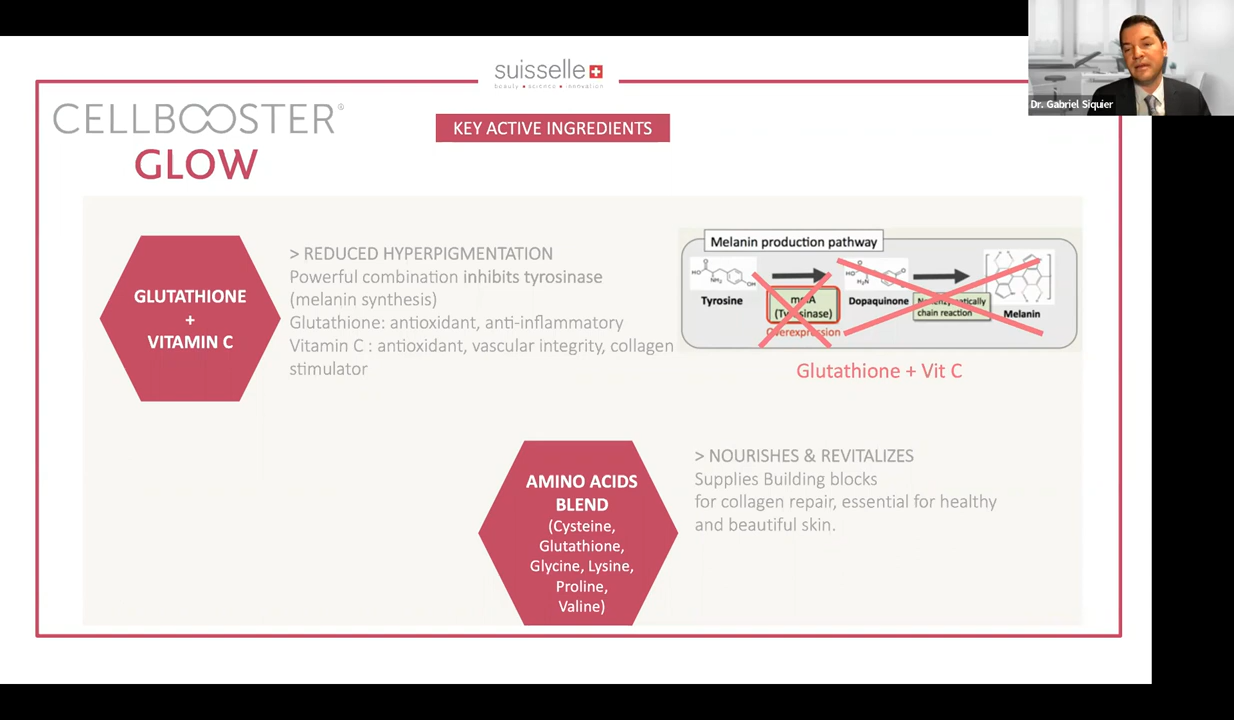 suisselle
beauty • science • innovation
Dr. Gabriel Siquier
CELLBOOSTER®
GLOW
KEY ACTIVE INGREDIENTS
GLUTATHIONE
+
VITAMIN C
> REDUCED HYPERPIGMENTATION
Powerful combination inhibits tyrosinase
(melanin synthesis)
Glutathione: antioxidant, anti-inflammatory
Vitamin C : antioxidant, vascular integrity, collagen
stimulator
Melanin production pathway
Tyrosine
(Tyrosinase)
Overexpression
Dopaquinone
chain reaction
Melanin
Glutathione + Vit C
AMINO ACIDS
BLEND
(Cysteine,
Glutathione,
Glycine, Lysine,
Proline,
Valine)
> NOURISHES & REVITALIZES
Supplies Building blocks
for collagen repair, essential for healthy
and beautiful skin.